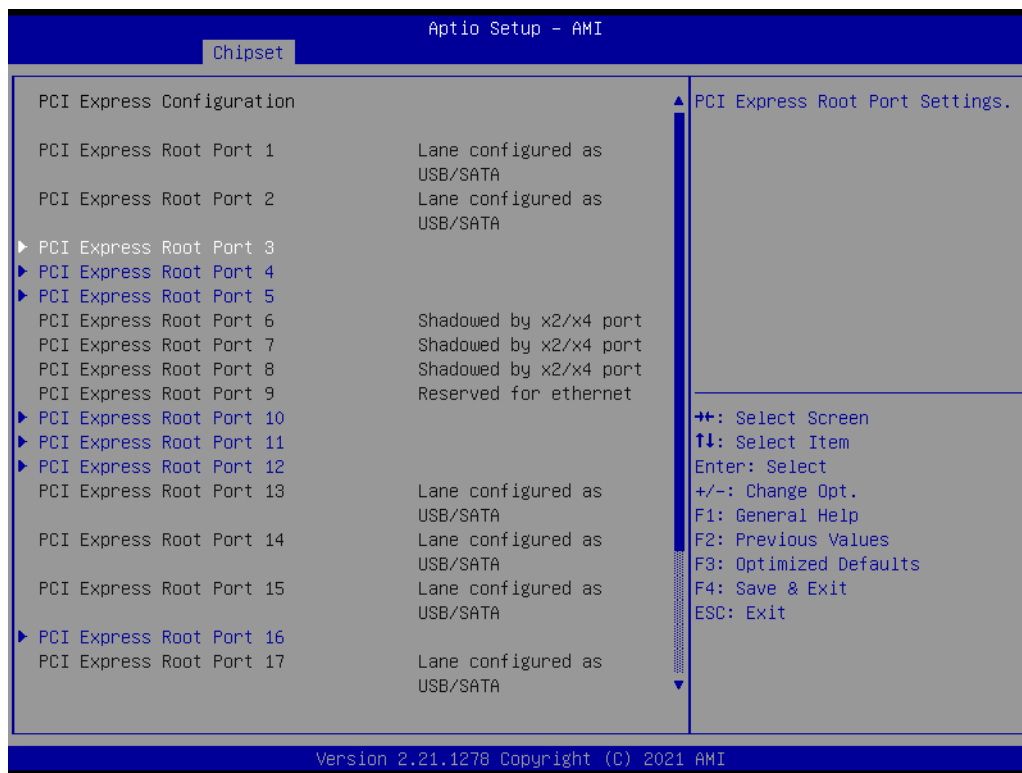 Aptio Setup – AMI
Chipset
PCI Express Configuration
PCI Express Root Port 1 Lane configured as
USB/SATA
PCI Express Root Port 2 Lane configured as
USB/SATA
PCI Express Root Port 3
PCI Express Root Port 4
PCI Express Root Port 5
PCI Express Root Port 6 Shadowed by x2/x4 port
PCI Express Root Port 7 Shadowed by x2/x4 port
PCI Express Root Port 8 Shadowed by x2/x4 port
PCI Express Root Port 9 Reserved for ethernet
PCI Express Root Port 10
PCI Express Root Port 11
PCI Express Root Port 12
PCI Express Root Port 13 Lane configured as
USB/SATA
PCI Express Root Port 14 Lane configured as
USB/SATA
PCI Express Root Port 15 Lane configured as
USB/SATA
PCI Express Root Port 16
PCI Express Root Port 17 Lane configured as
USB/SATA
PCI Express Root Port Settings.
→←: Select Screen
↑↓: Select Item
Enter: Select
+/-: Change Opt.
F1: General Help
F2: Previous Values
F3: Optimized Defaults
F4: Save & Exit
ESC: Exit
Version 2.21.1278 Copyright (C) 2021 AMI